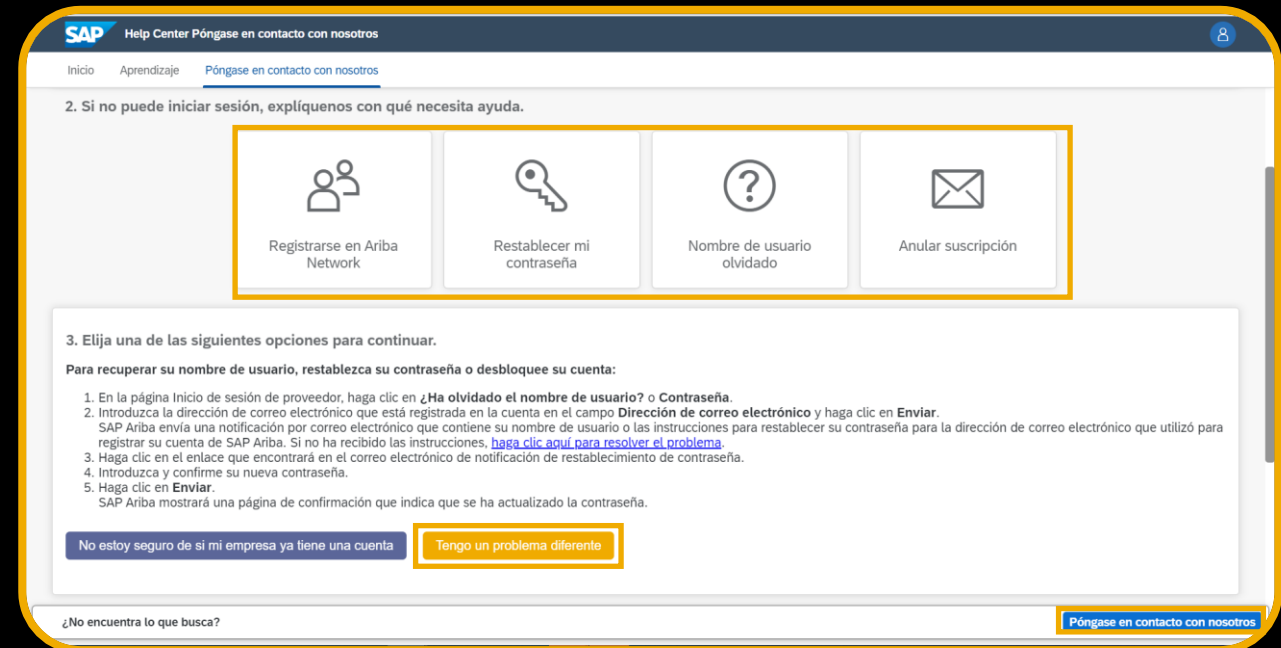 SAP Help Center Póngase en contacto con nosotros
Inicio Aprendizaje Póngase en contacto con nosotros
2. Si no puede iniciar sesión, explíquenos con qué necesita ayuda.
Registrarse en Ariba
Network
Restablecer mi
contraseña
Nombre de usuario
olvidado
Anular suscripción
3. Elija una de las siguientes opciones para continuar.
Para recuperar su nombre de usuario, restablezca su contraseña o desbloquee su cuenta:
1. En la página Inicio de sesión de proveedor, haga clic en ¿Ha olvidado el nombre de usuario? o Contraseña.
2. Introduzca la dirección de correo electrónico que está registrada en la cuenta en el campo Dirección de correo electrónico y haga clic en Enviar.
SAP Ariba envía una notificación por correo electrónico que contiene su nombre de usuario o las instrucciones para restablecer su contraseña para la dirección de correo electrónico que utilizó para
registrar su cuenta de SAP Ariba. Si no ha recibido las instrucciones, haga clic aquí para resolver el problema.
3. Haga clic en el enlace que encontrará en el correo electrónico de notificación de restablecimiento de contraseña.
4. Introduzca y confirme su nueva contraseña.
5. Haga clic en Enviar.
SAP Ariba mostrará una página de confirmación que indica que se ha actualizado la contraseña.
No estoy seguro de si mi empresa ya tiene una cuenta
Tengo un problema diferente
¿No encuentra lo que busca?
Póngase en contacto con nosotros